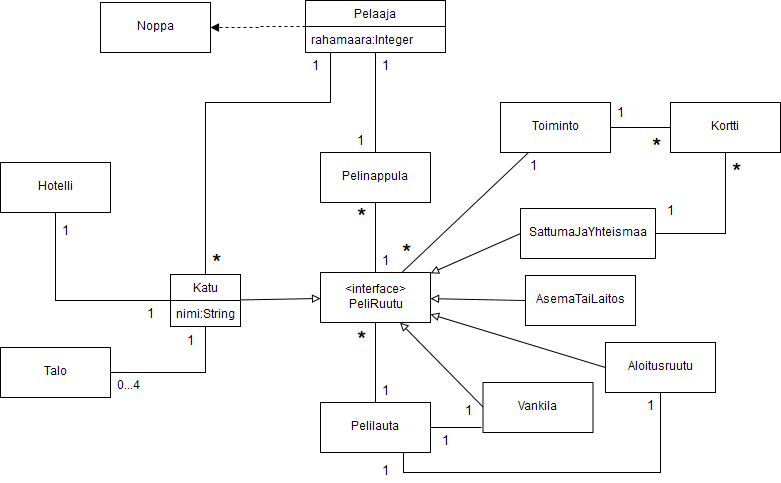 Pelaaja
Noppa
rahamaara:Integer
1
1
Toiminto
1
Kortti
1
*
Pelinappula
1
*
Hotelli
*
1
SattumaJaYhteismaa
1
*
*
1
Katu
<interface>
PeliRuutu
AsemaTaiLaitos
1
nimi:String
1
*
Talo
Aloitusruutu
0...4
1
Vankila
1
1
Pelilauta
1
1